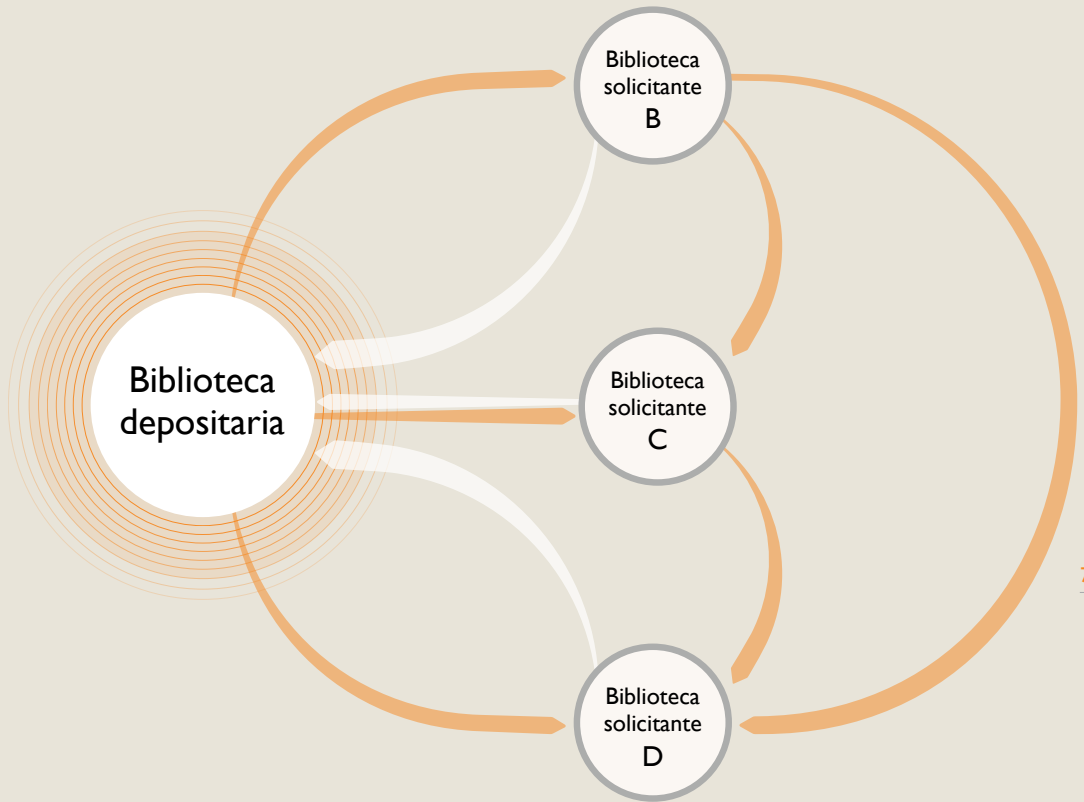 Biblioteca
solicitante
B
Biblioteca
depositaria
Biblioteca
solicitante
C
Biblioteca
solicitante
D